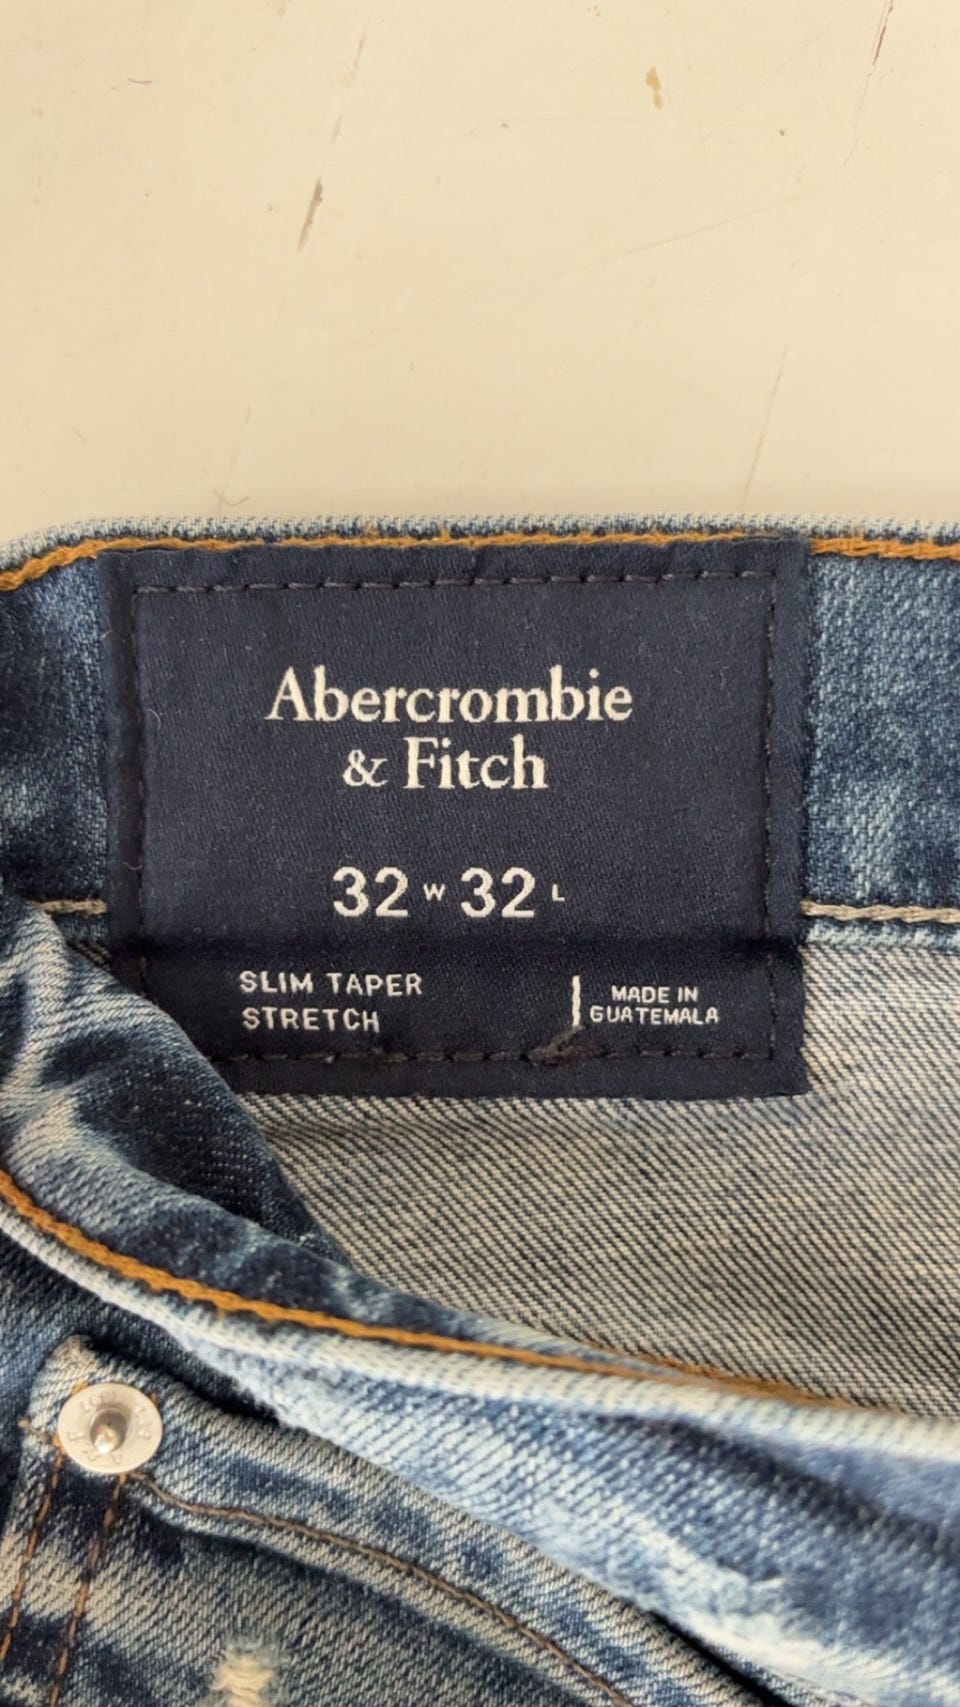 Abercrombie
& Fitch
32 W 32 L
SLIM TAPER
STRETCH
MADE IN
GUATEMALA